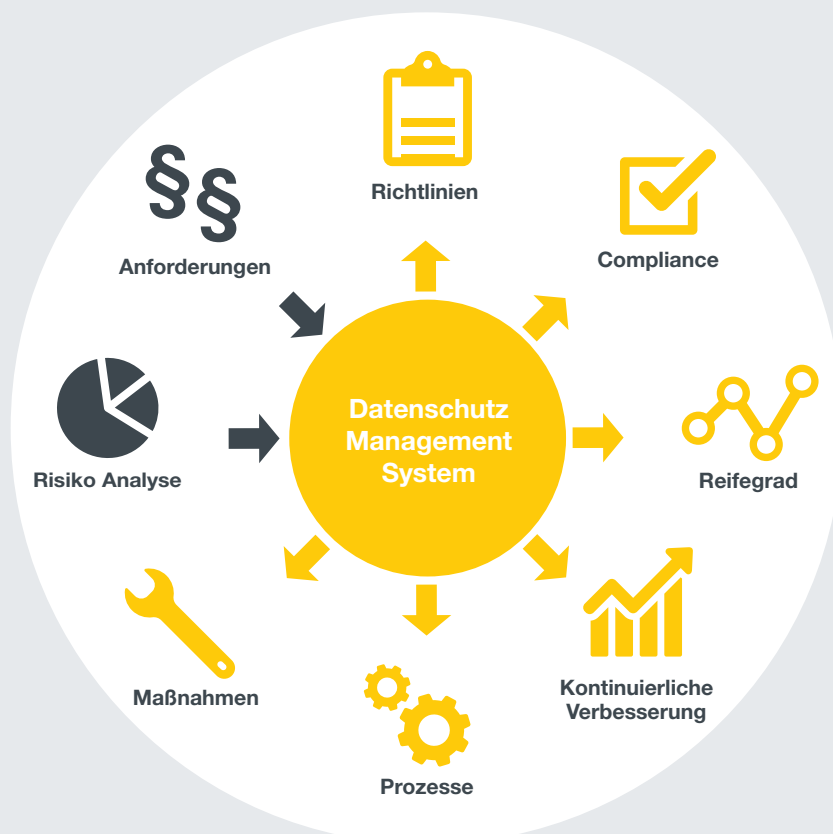 Richtlinien
Compliance
Anforderungen
§§
Datenschutz
Management
System
Risiko Analyse
Reifegrad
Maßnahmen
Kontinuierliche
Verbesserung
Prozesse